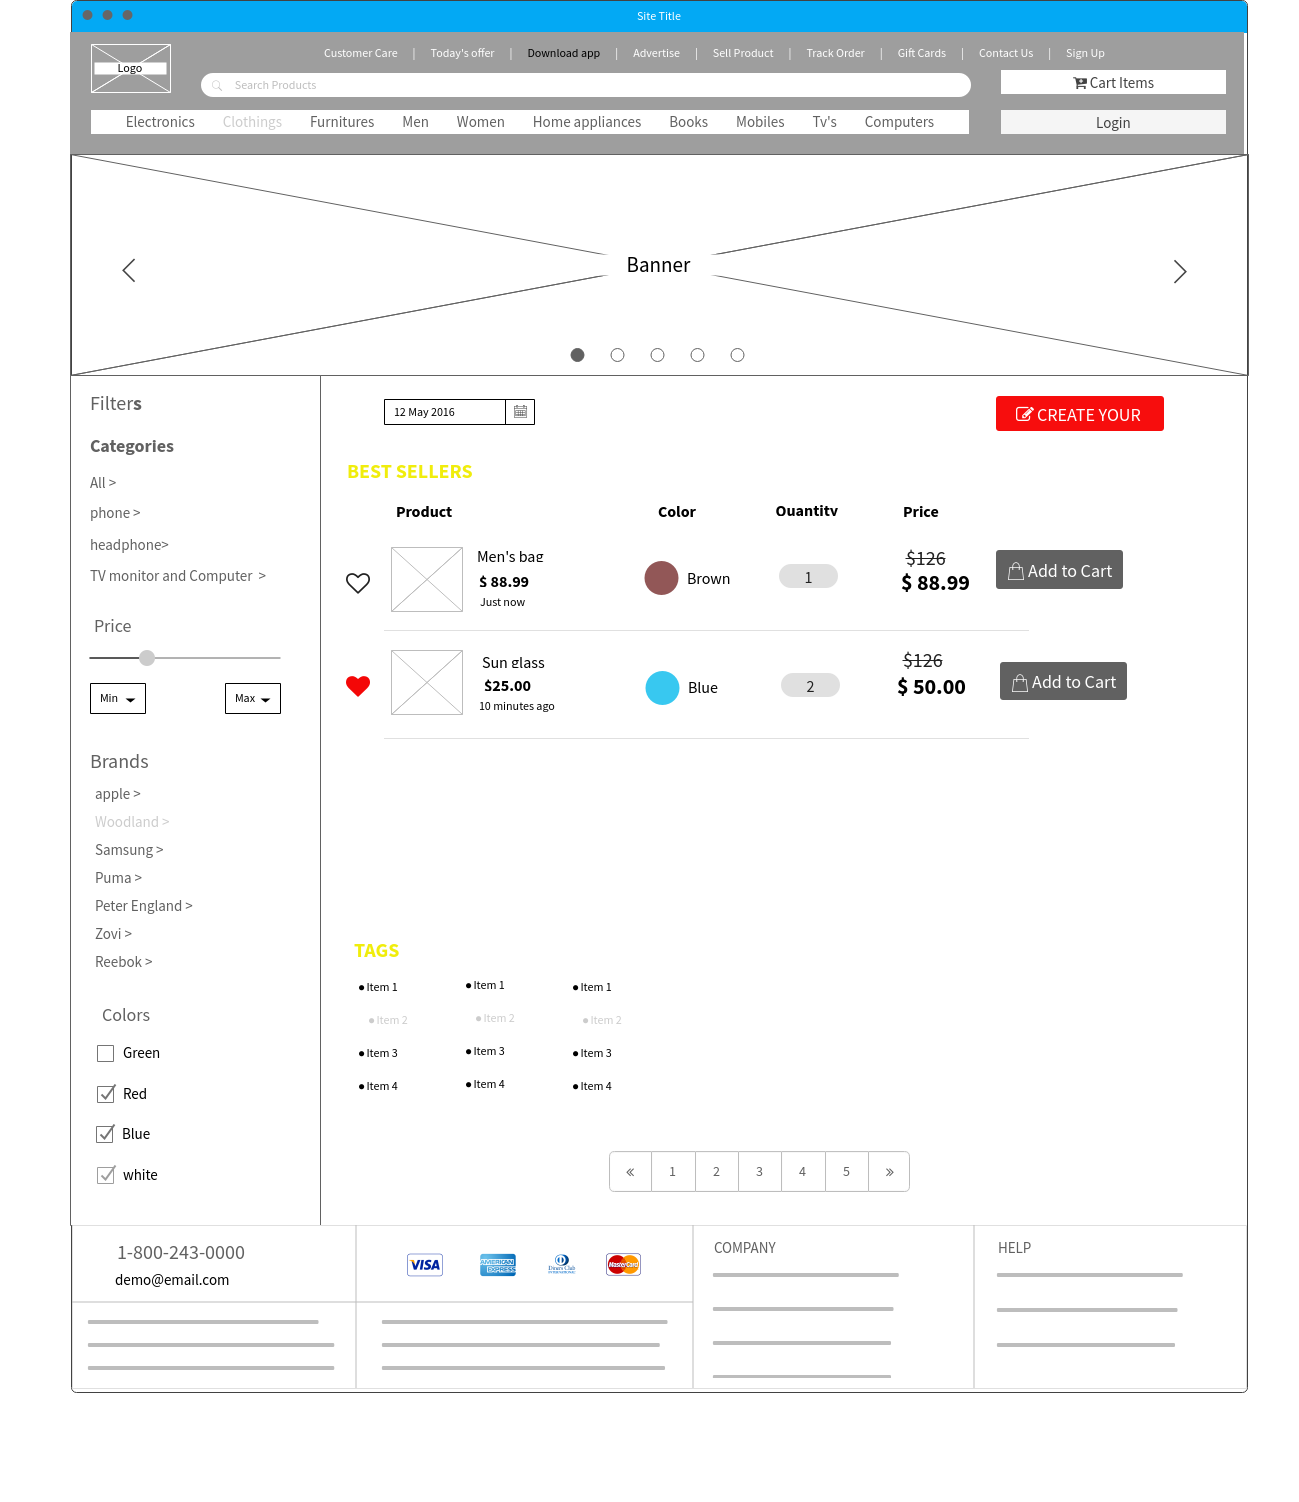 Site Title
Logo
Customer Care | Today's offer | Download app | Advertise | Sell Product | Track Order | Gift Cards | Contact Us | Sign Up
Search Products
Cart Items
Electronics Clothings Furnitures Men Women Home appliances Books Mobiles Tv's Computers
Login
Banner
Filters
Categories
All >
phone >
headphone>
TV monitor and Computer >
Price
Min
Max
Brands
apple >
Woodland >
Samsung >
Puma >
Peter England >
Zovi >
Reebok >
Colors
Green
Red
Blue
white
12 May 2016
CREATE YOUR
BEST SELLERS
Product Color Quantity Price
Men's bag
$ 88.99
Just now
Brown
1
$126
$ 88.99
Add to Cart
Sun glass
$25.00
10 minutes ago
Blue
2
$126
$ 50.00
Add to Cart
TAGS
● Item 1 ● Item 1 ● Item 1
● Item 2 ● Item 2 ● Item 2
● Item 3 ● Item 3 ● Item 3
● Item 4 ● Item 4 ● Item 4
« 1 2 3 4 5 »
1-800-243-0000
demo@email.com
VISA
AMERICAN EXPRESS
Diners Club
MasterCard
COMPANY
HELP